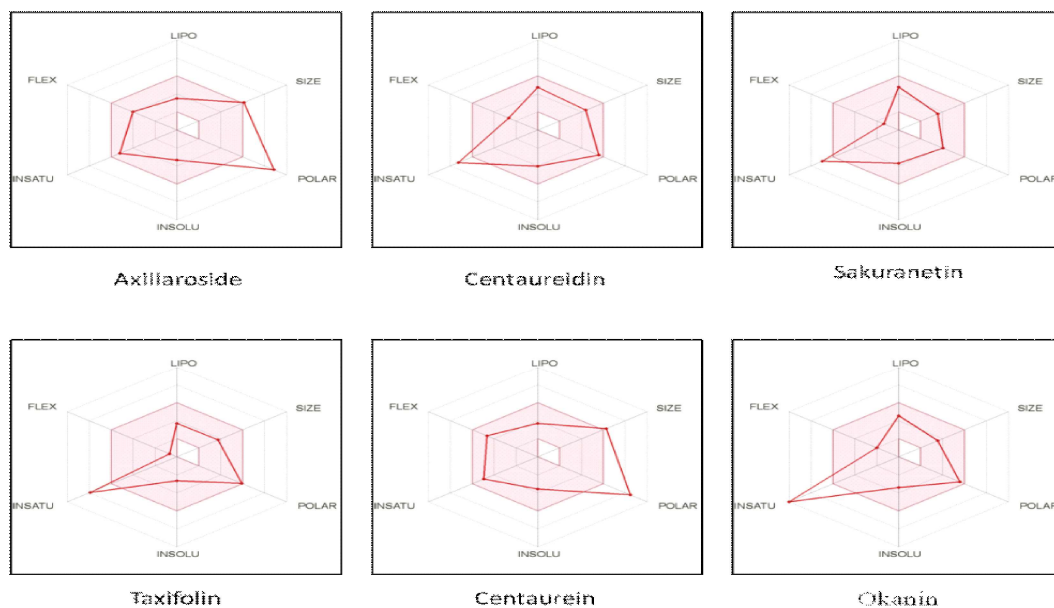 LIPO
FLEX
SIZE
INSATU
POLAR
INSOLU
Axillaroside
LIPO
FLEX
SIZE
INSATU
POLAR
INSOLU
Centaureidin
LIPO
FLEX
SIZE
INSATU
POLAR
INSOLU
Sakuranetin
LIPO
FLEX
SIZE
INSATU
POLAR
INSOLU
Taxifolin
LIPO
FLEX
SIZE
INSATU
POLAR
INSOLU
Centaurein
LIPO
FLEX
SIZE
INSATU
POLAR
INSOLU
Okanin